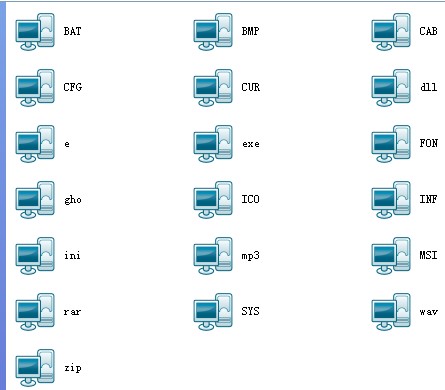 BAT BMP CAB
CFG CUR dll
e exe FON
gho ICO INF
ini mp3 MSI
rar SYS wav
zip